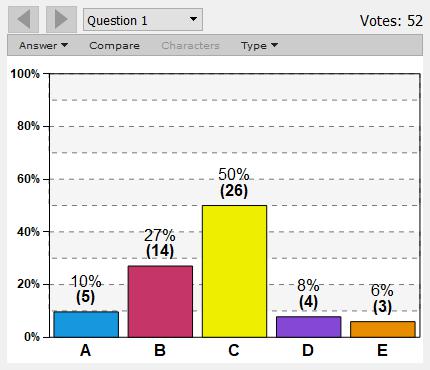 Question 1
Votes: 52
Answer
Compare
Characters
Type
100%
80%
60%
40%
20%
0%
10%
(5)
27%
(14)
50%
(26)
8%
(4)
6%
(3)
A B C D E